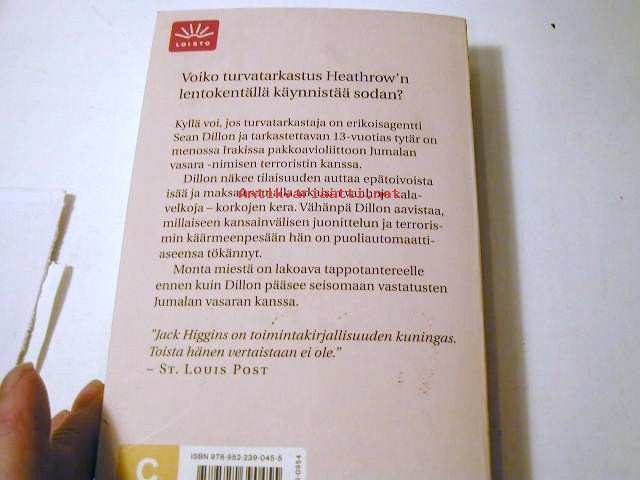 LOISTO
Voiko turvatarkastus Heathrow'n
lentokentällä käynnistää sodan?
Kyllä voi, jos turvatarkastaja on erikoisagentti
Sean Dillon ja tarkastettavan 13-vuotias tytär on
menossa Irakissa pakkoavioliittoon Jumalan
vasara -nimisen terroristin kanssa.
Dillon näkee tilaisuuden auttaa epätoivoista
isää ja maksaa samalla vanhoja kala-
velkoja – korkojen kera. Vähänpä Dillon aavistaa,
millaiseen kansainvälisen juonittelun ja terroris-
min käärmeenpesään hän on puoliautomaatti-
aseensa tökännyt.
Monta miestä on lakoava tappotantereelle
ennen kuin Dillon pääsee seisomaan vastatusten
Jumalan vasaran kanssa.
"Jack Higgins on toimintakirjallisuuden kuningas.
Toista hänen vertaistaan ei ole."
– ST. LOUIS POST
ISBN 978-952-239-045-5
C